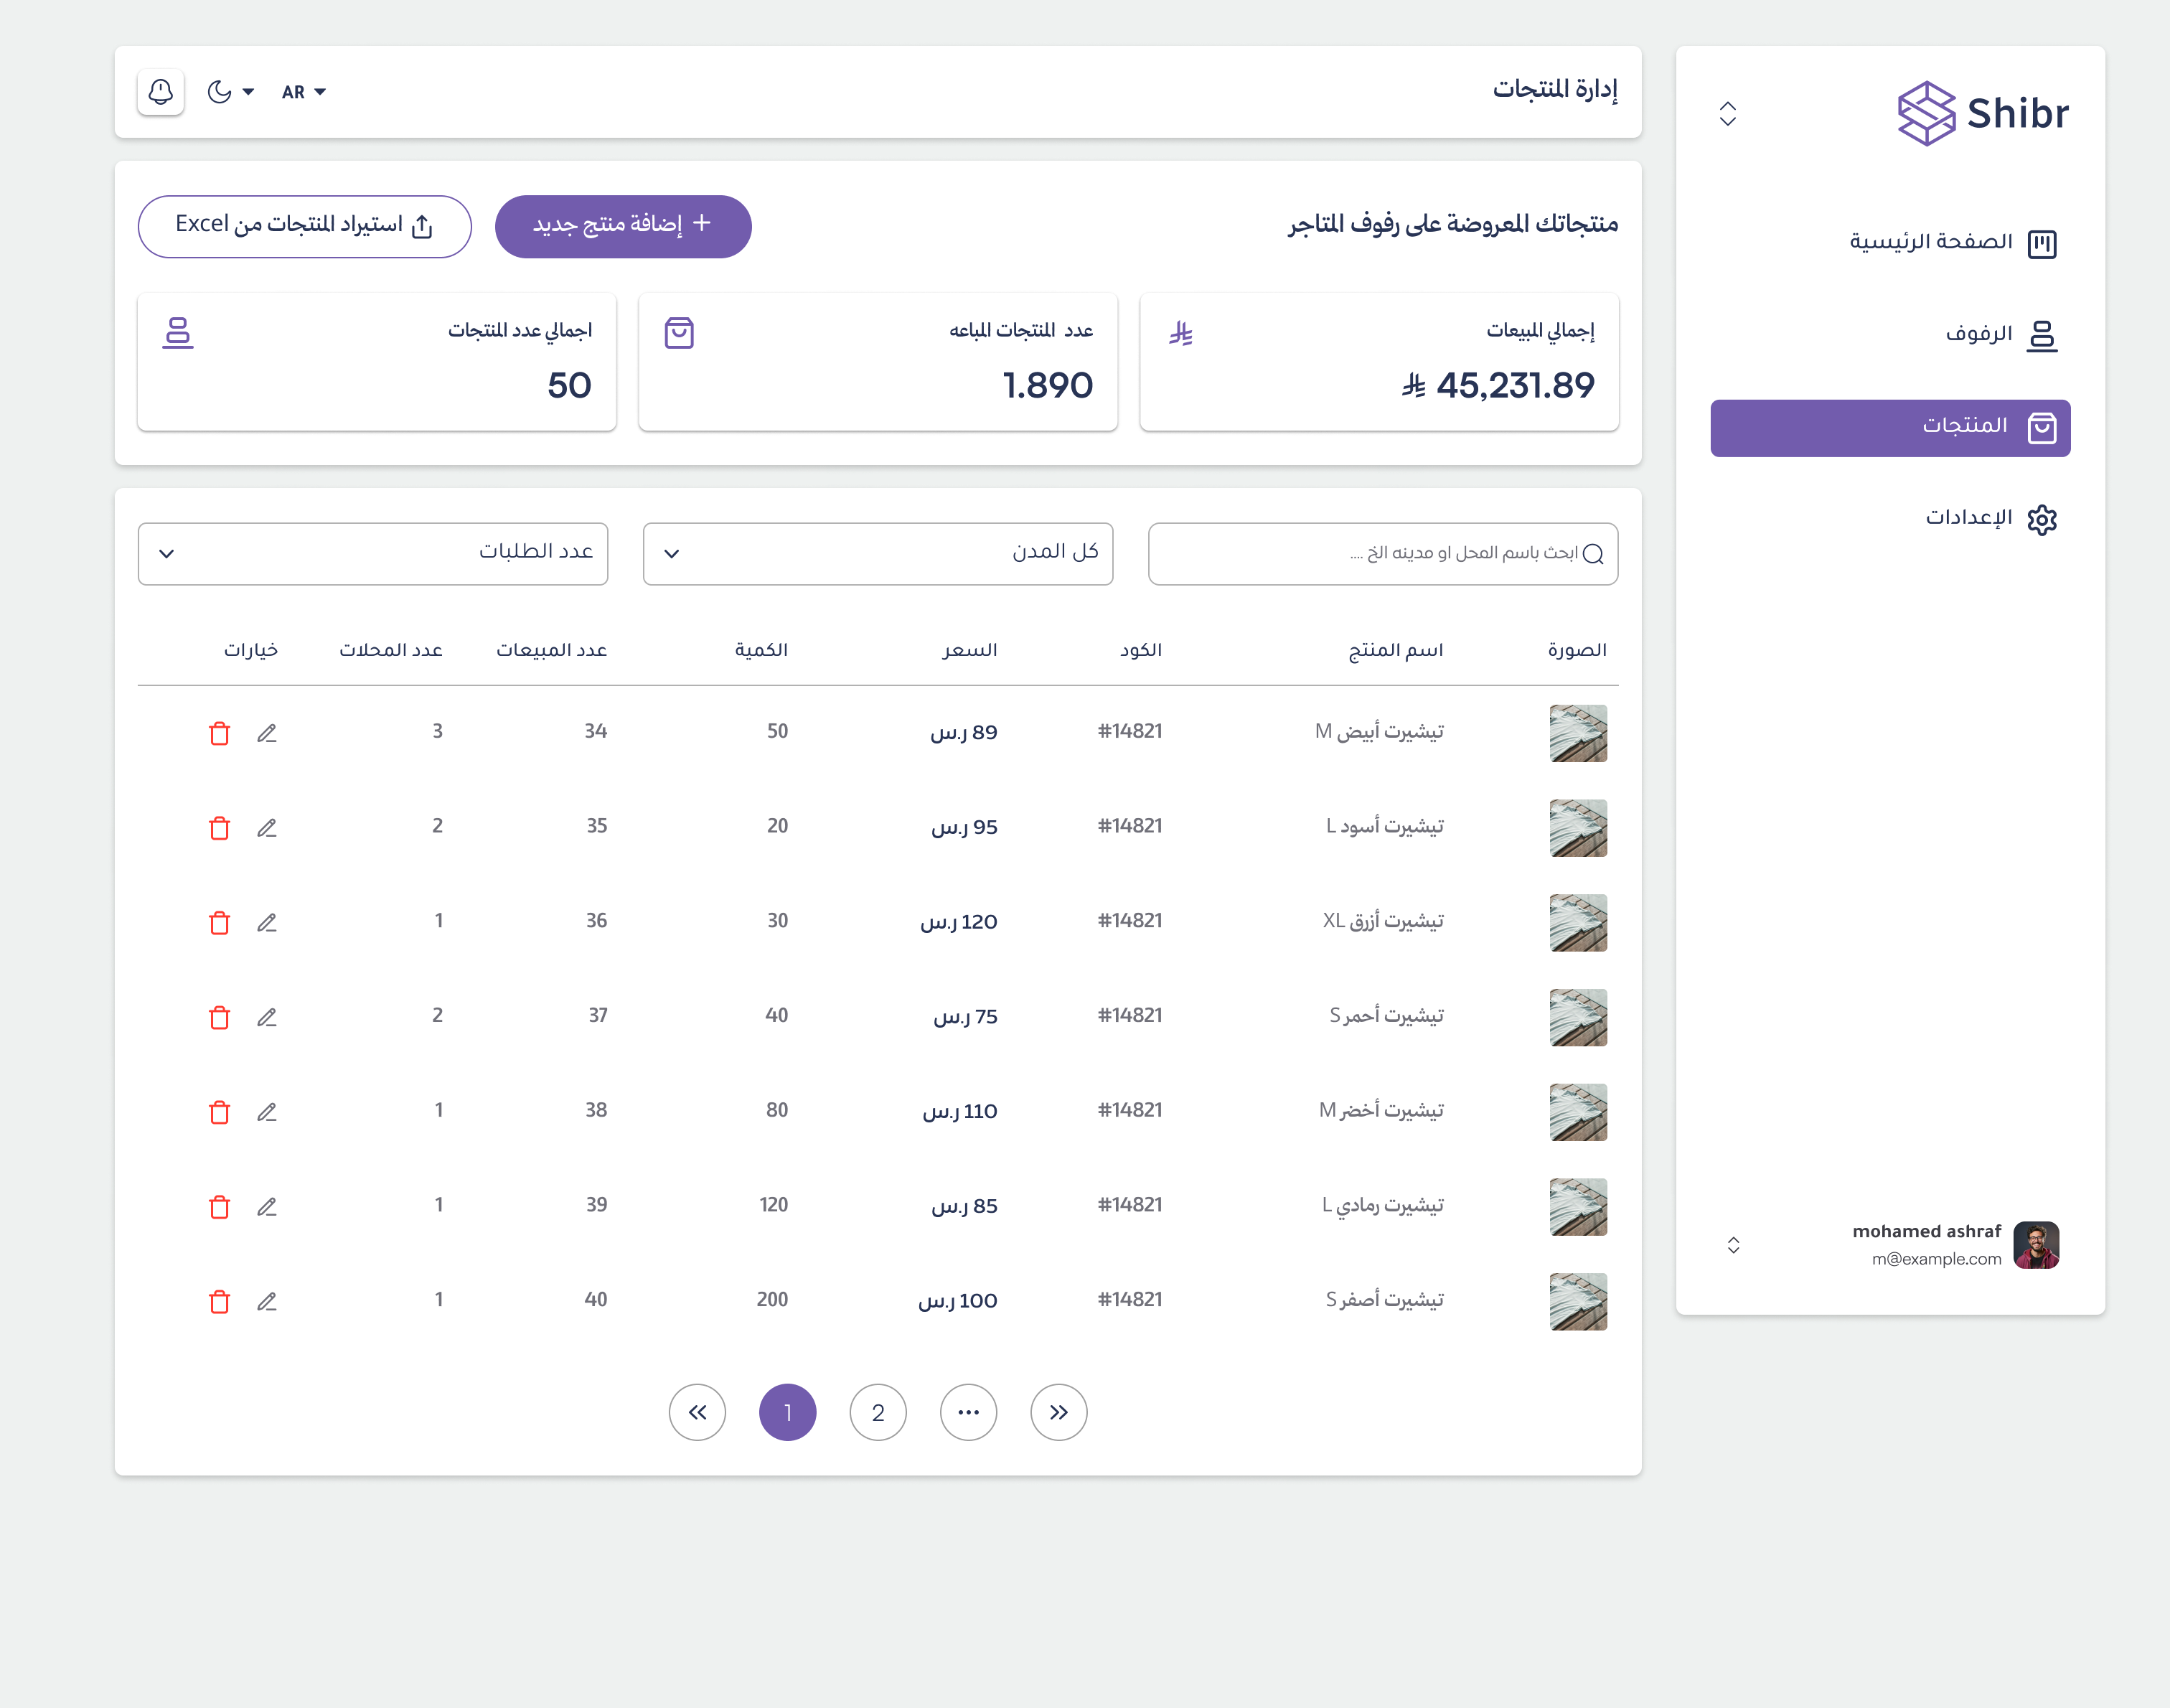 Shibr
الصفحة الرئيسية
الرفوف
المنتجات
الإعدادات
mohamed ashraf
m@example.com
إدارة المنتجات
AR
منتجاتك المعروضة على رفوف المتاجر
+ إضافة منتج جديد
استيراد المنتجات من Excel
إجمالي المبيعات
45,231.89
عدد المنتجات المباعه
1.890
اجمالي عدد المنتجات
50
ابحث باسم المحل او مدينه الخ ....
كل المدن
عدد الطلبات
الصورة اسم المنتج الكود السعر الكمية عدد المبيعات عدد المحلات خيارات
تيشيرت أبيض M #14821 89 ر.س 50 34 3
تيشيرت أسود L #14821 95 ر.س 20 35 2
تيشيرت أزرق XL #14821 120 ر.س 30 36 1
تيشيرت أحمر S #14821 75 ر.س 40 37 2
تيشيرت أخضر M #14821 110 ر.س 80 38 1
تيشيرت رمادي L #14821 85 ر.س 120 39 1
تيشيرت أصفر S #14821 100 ر.س 200 40 1
1 2 ...